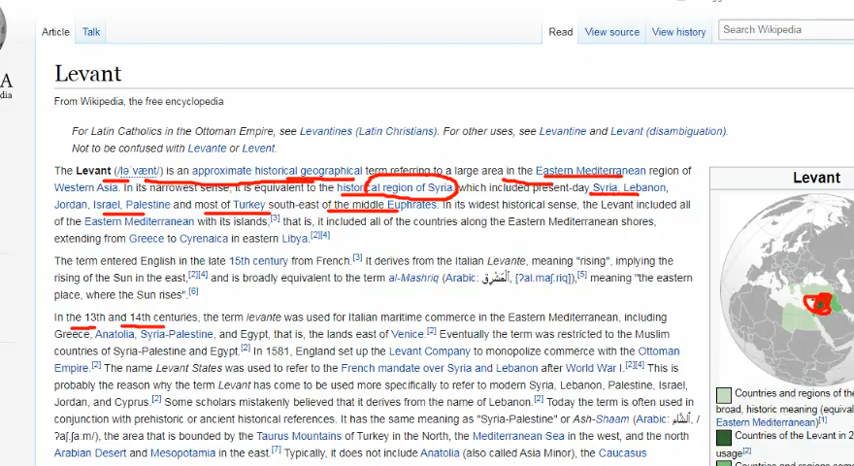 Article Talk Read View source View history Search Wikipedia
A
dia
Levant
From Wikipedia, the free encyclopedia
For Latin Catholics in the Ottoman Empire, see Levantines (Latin Christians). For other uses, see Levantine and Levant (disambiguation).
Not to be confused with Levante or Levent.
The Levant (/ləˈvænt/) is an approximate historical geographical term referring to a large area in the Eastern Mediterranean region of
Western Asia. In its narrowest sense, it is equivalent to the historical region of Syria, which included present-day Syria, Lebanon,
Jordan, Israel, Palestine and most of Turkey south-east of the middle Euphrates. In its widest historical sense, the Levant included all
of the Eastern Mediterranean with its islands;[3] that is, it included all of the countries along the Eastern Mediterranean shores,
extending from Greece to Cyrenaica in eastern Libya.[2][4]
The term entered English in the late 15th century from French.[3] It derives from the Italian Levante, meaning "rising", implying the
rising of the Sun in the east,[2][4] and is broadly equivalent to the term al-Mashriq (Arabic: ٱلْمَشْرِق, [ʔal.maʃ.riq]),[5] meaning "the eastern
place, where the Sun rises".[6]
In the 13th and 14th centuries, the term levante was used for Italian maritime commerce in the Eastern Mediterranean, including
Greece, Anatolia, Syria-Palestine, and Egypt, that is, the lands east of Venice.[2] Eventually the term was restricted to the Muslim
countries of Syria-Palestine and Egypt.[2] In 1581, England set up the Levant Company to monopolize commerce with the Ottoman
Empire.[2] The name Levant States was used to refer to the French mandate over Syria and Lebanon after World War I.[2][4] This is
probably the reason why the term Levant has come to be used more specifically to refer to modern Syria, Lebanon, Palestine, Israel,
Jordan, and Cyprus.[2] Some scholars mistakenly believed that it derives from the name of Lebanon.[2] Today the term is often used in
conjunction with prehistoric or ancient historical references. It has the same meaning as "Syria-Palestine" or Ash-Shaam (Arabic: ٱلشَّام, /
ʔaʃ.ʃaːm/), the area that is bounded by the Taurus Mountains of Turkey in the North, the Mediterranean Sea in the west, and the north
Arabian Desert and Mesopotamia in the east.[7] Typically, it does not include Anatolia (also called Asia Minor), the Caucasus
Levant
Countries and regions of the
broad, historic meaning (equival
Eastern Mediterranean)[1]
Countries of the Levant in 2
usage[2]
Countries and regions some